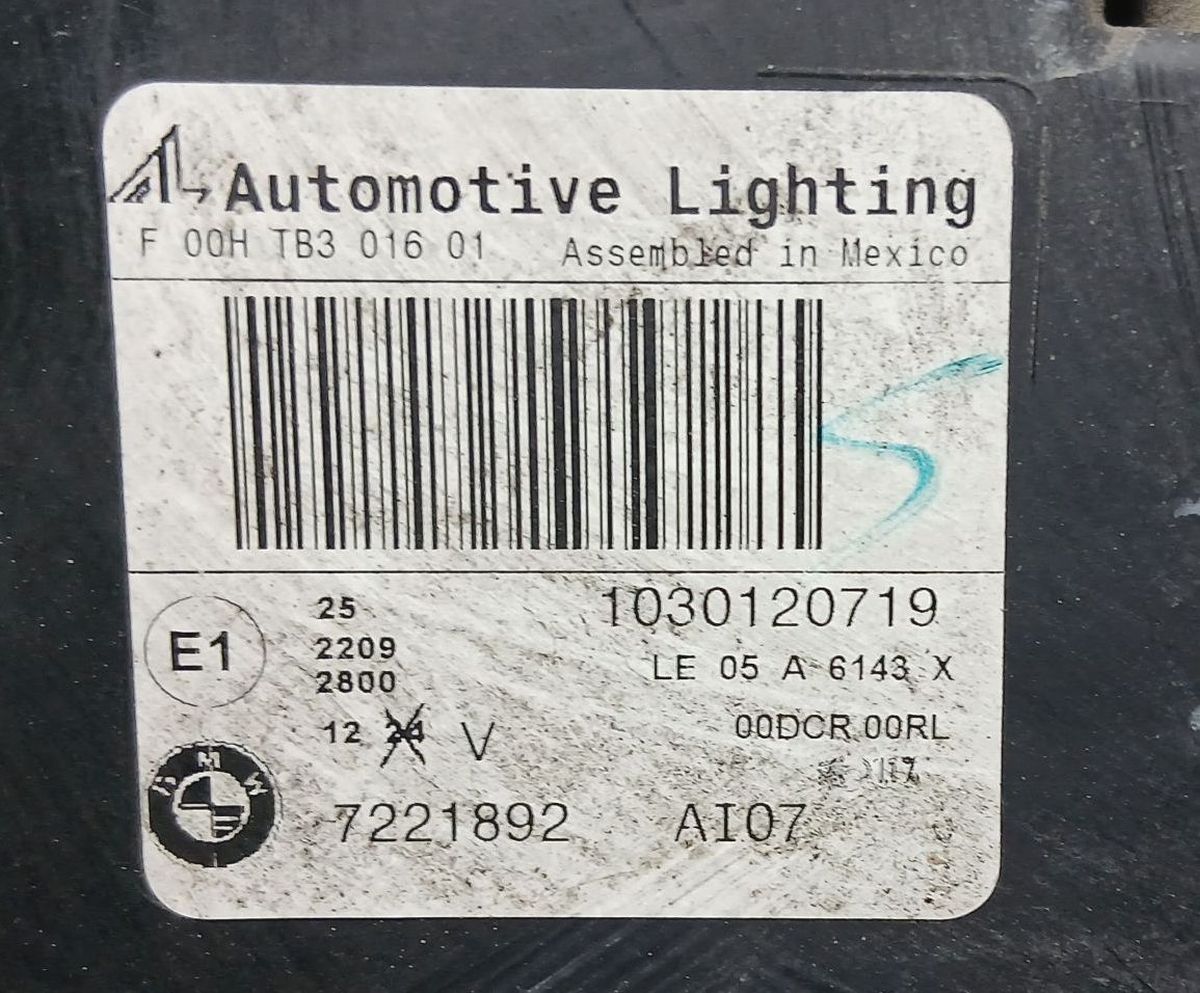 Automotive Lighting
F 00H TB3 016 01 Assembled in Mexico
1030120719
E1
25
2209
2800
LE 05 A 6143 X
12 24 V
00DCR 00RL
BMW
7221892 AI07